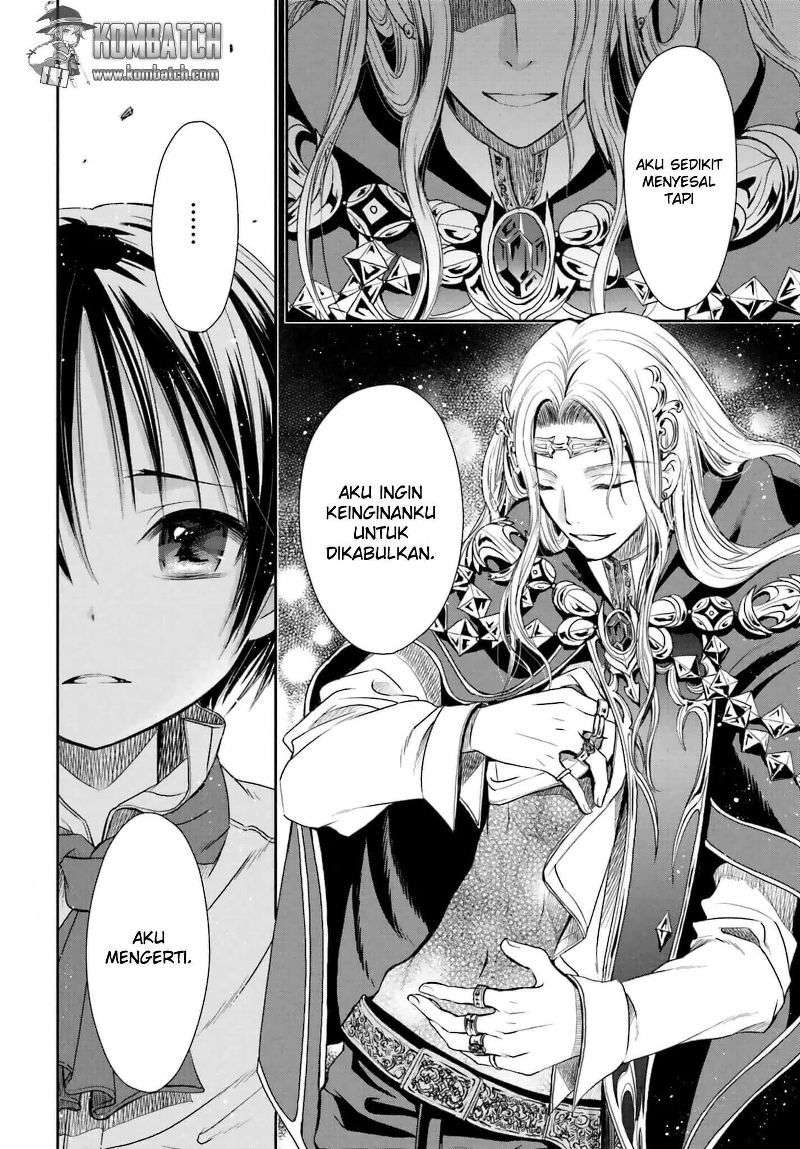 KOMBATCH
www.kombatch.com
AKU SEDIKIT
MENYESAL
TAPI
AKU INGIN
KEINGINANKU
UNTUK
DIKABULKAN.
......
AKU
MENGERTI.